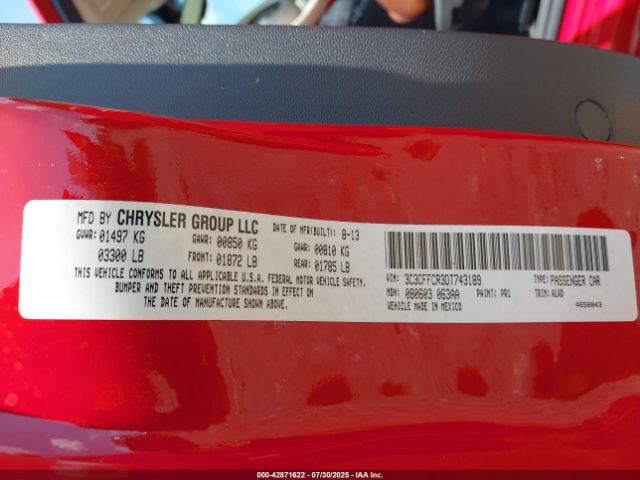 MFD BY CHRYSLER GROUP LLC DATE OF MFR(BUILT): 8-13
GVWR: 01497 KG GAWR: 00850 KG GAWR: 00810 KG
03300 LB FRONT: 01872 LB REAR: 01785 LB
THIS VEHICLE CONFORMS TO ALL APPLICABLE U.S.A. FEDERAL MOTOR VEHICLE SAFETY,
BUMPER AND THEFT PREVENTION STANDARDS IN EFFECT ON
THE DATE OF MANUFACTURE SHOWN ABOVE.
VIN: 3C3CFFCR3DT743189 TYPE: PASSENGER CAR
MDH: 080603 063AA PAINT: PR1 TRIM: ALAD
VEHICLE MADE IN MEXICO 4658843
000-42871622 - 07/30/2025 - IAA Inc.